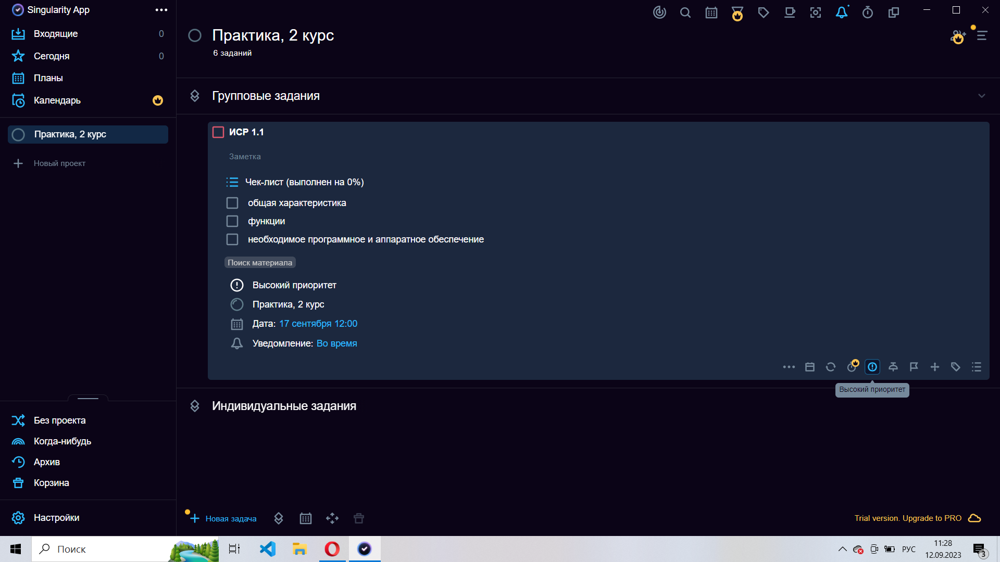 Singularity App
Входящие 0
Сегодня 0
Планы
Календарь
Практика, 2 курс
Новый проект
Без проекта
Когда-нибудь
Архив
Корзина
Настройки
Практика, 2 курс
6 заданий
Групповые задания
ИСР 1.1
Заметка
Чек-лист (выполнен на 0%)
общая характеристика
функции
необходимое программное и аппаратное обеспечение
Поиск материала
Высокий приоритет
Практика, 2 курс
Дата: 17 сентября 12:00
Уведомление: Во время
Высокий приоритет
Индивидуальные задания
Новая задача
Trial version. Upgrade to PRO
Поиск
РУС
11:28
12.09.2023
3